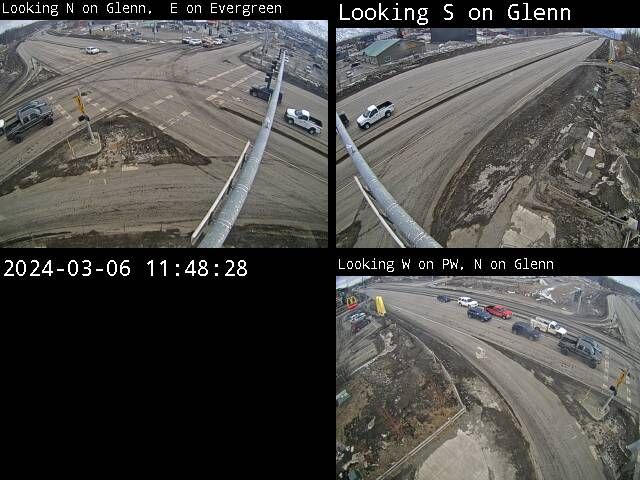 Looking N on Glenn,  E on Evergreen
Looking S on Glenn
2024-03-06 11:48:28
Looking W on PW, N on Glenn